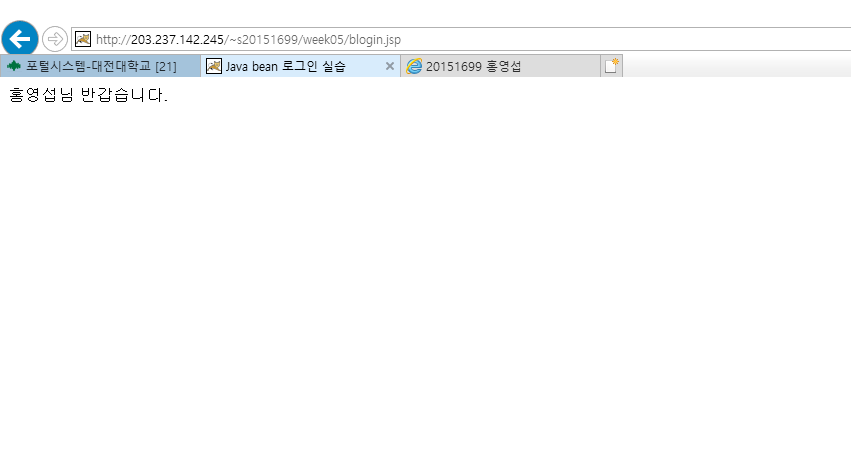 http://203.237.142.245/~s20151699/week05/blogin.jsp
포털시스템-대전대학교 [21]
Java bean 로그인 실습
20151699 홍영섭
홍영섭님 반갑습니다.